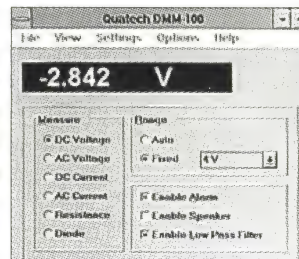 Quatech DMM-100
File View Settings Options Help
-2.842 V
Measure
DC Voltage
AC Voltage
DC Current
AC Current
Resistance
Diode
Range
Auto
Fixed 4 V
Enable Alarm
Enable Speaker
Enable Low Pass Filter